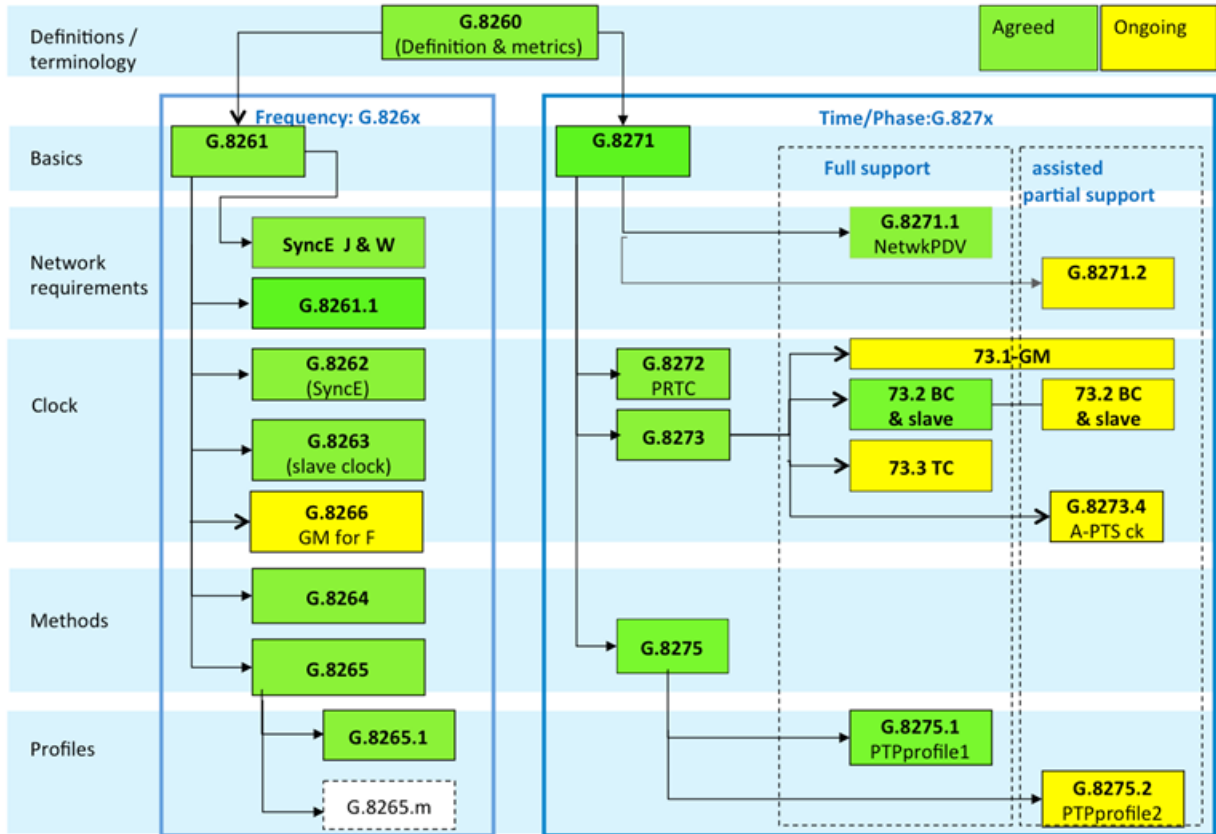 Definitions /
terminology
G.8260
(Definition & metrics)
Agreed
Ongoing
Frequency: G.826x
Time/Phase:G.827x
Basics
G.8261
G.8271
Full support
assisted
partial support
Network
requirements
SyncE J & W
G.8261.1
G.8271.1
NetwkPDV
G.8271.2
Clock
G.8262
(SyncE)
G.8263
(slave clock)
G.8266
GM for F
G.8272
PRTC
G.8273
73.1-GM
73.2 BC
& slave
73.2 BC
& slave
73.3 TC
G.8273.4
A-PTS ck
Methods
G.8264
G.8265
G.8275
Profiles
G.8265.1
G.8265.m
G.8275.1
PTPprofile1
G.8275.2
PTPprofile2